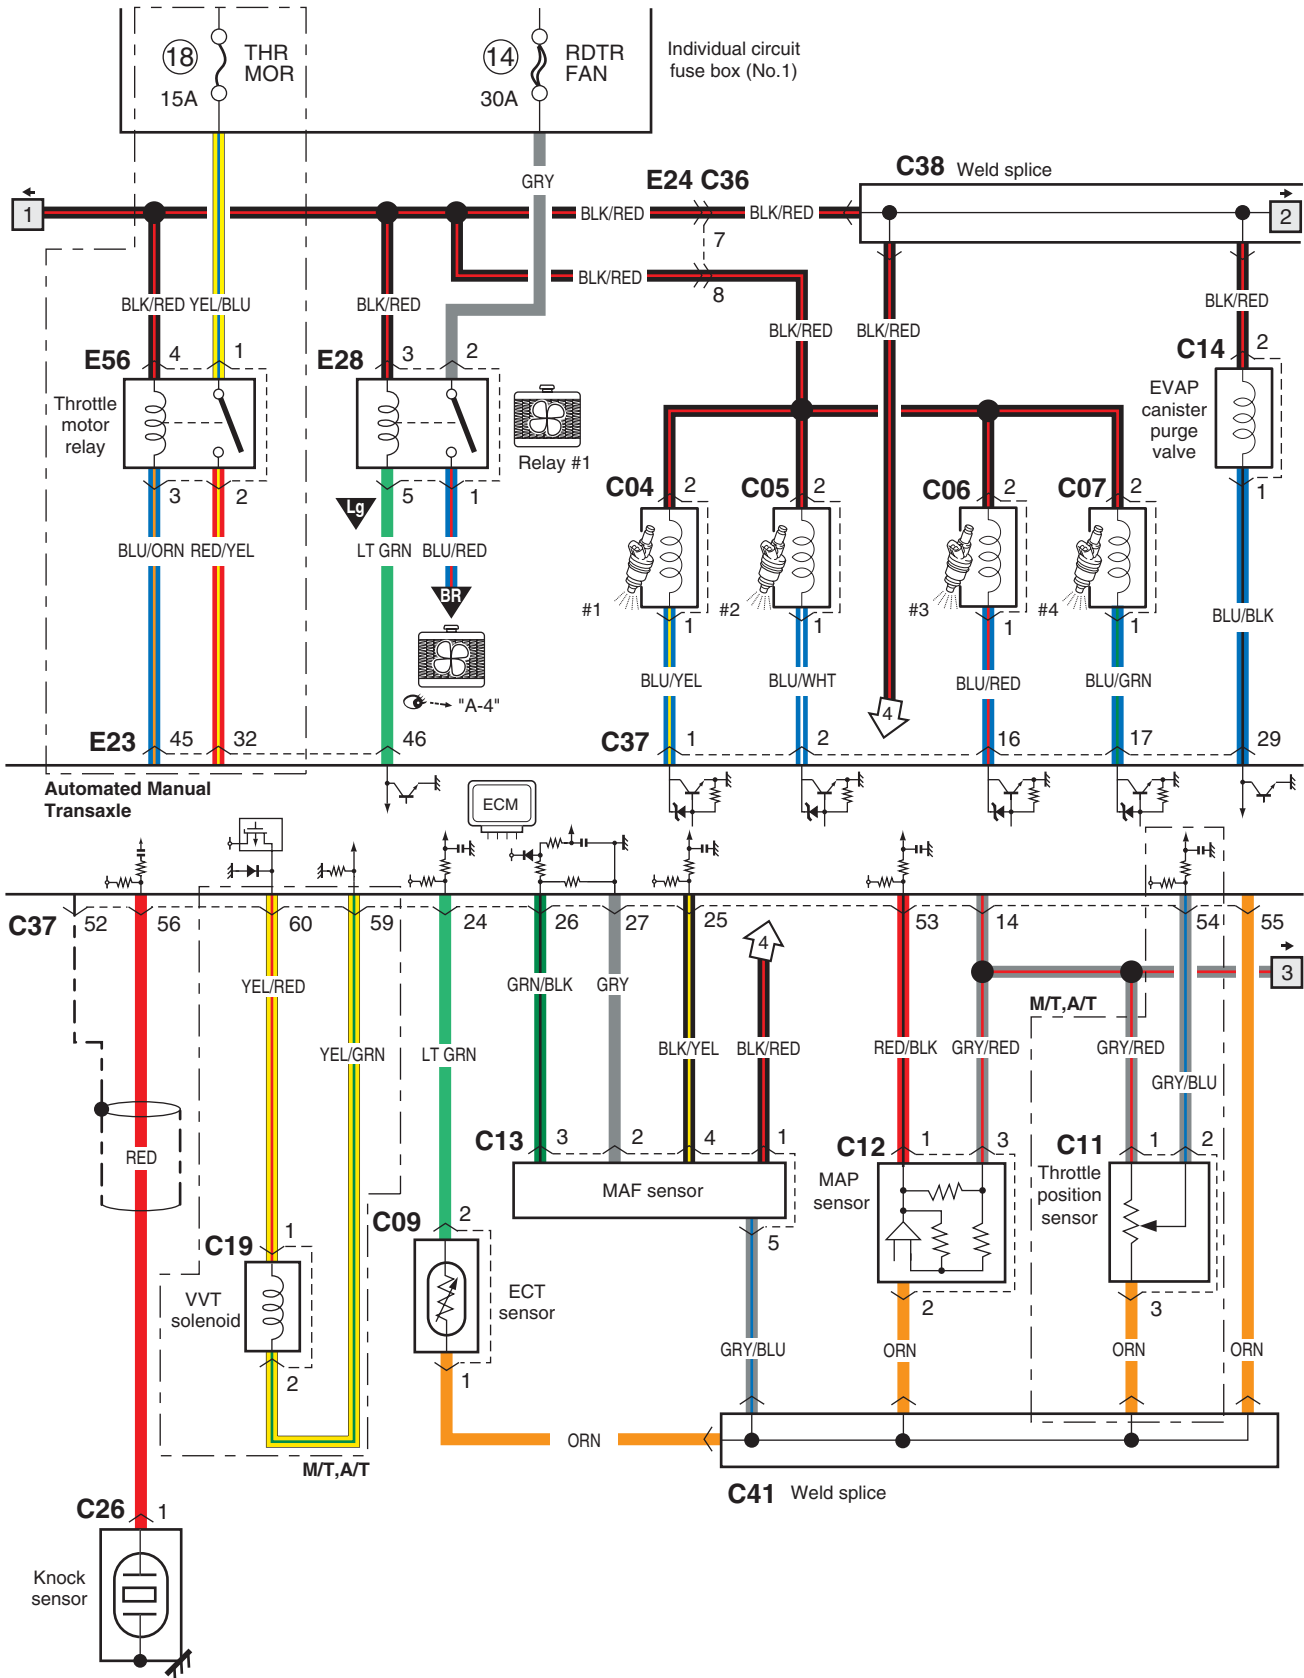 18
THR
MOR
15A
14
RDTR
FAN
30A
Individual circuit
fuse box (No.1)
GRY
E24 C36
C38 Weld splice
1
BLK/RED
BLK/RED
2
7
BLK/RED
8
BLK/RED YEL/BLU
BLK/RED
BLK/RED
BLK/RED
BLK/RED
E56
4
1
E28
3
2
C14
2
Throttle
motor
relay
Relay #1
EVAP
canister
purge
valve
3
2
5
1
C04
2
C05
2
C06
2
C07
2
1
Lg
BLU/ORN RED/YEL
LT GRN
BLU/RED
BR
#1
1
#2
1
#3
1
#4
1
BLU/BLK
BLU/YEL
BLU/WHT
BLU/RED
BLU/GRN
"A-4"
4
E23
45
32
46
C37
1
2
16
17
29
Automated Manual
Transaxle
ECM
C37
52
56
60
59
24
26
27
25
4
53
14
54
55
3
YEL/RED
GRN/BLK
GRY
M/T,A/T
YEL/GRN
LT GRN
BLK/YEL
BLK/RED
RED/BLK
GRY/RED
GRY/RED
GRY/BLU
RED
C13
3
2
4
1
C12
1
3
C11
1
2
MAF sensor
MAP
sensor
Throttle
position
sensor
C09
2
C19
1
5
VVT
solenoid
ECT
sensor
2
3
GRY/BLU
ORN
ORN
ORN
2
1
ORN
M/T,A/T
C41 Weld splice
C26
1
Knock
sensor